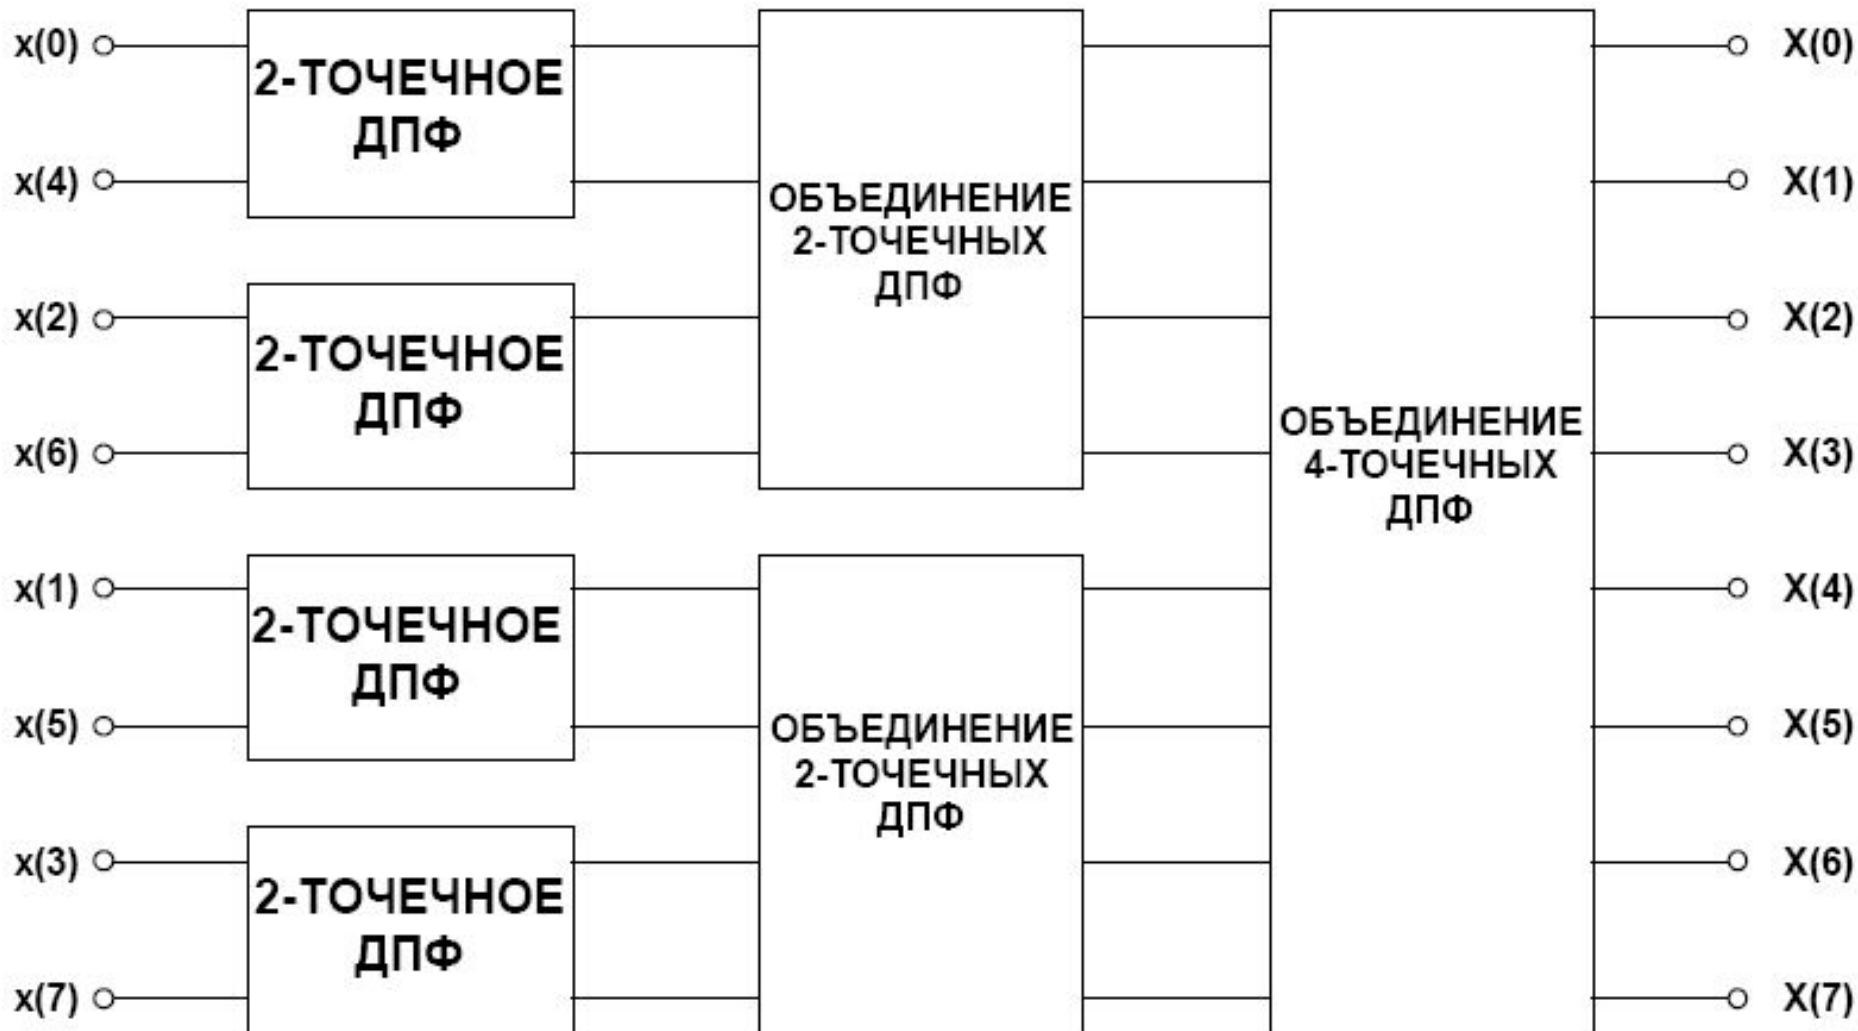 x(0)
x(4)
x(2)
x(6)
x(1)
x(5)
x(3)
x(7)
2-ТОЧЕЧНОЕ
ДПФ
2-ТОЧЕЧНОЕ
ДПФ
2-ТОЧЕЧНОЕ
ДПФ
2-ТОЧЕЧНОЕ
ДПФ
ОБЪЕДИНЕНИЕ
2-ТОЧЕЧНЫХ
ДПФ
ОБЪЕДИНЕНИЕ
2-ТОЧЕЧНЫХ
ДПФ
ОБЪЕДИНЕНИЕ
4-ТОЧЕЧНЫХ
ДПФ
X(0)
X(1)
X(2)
X(3)
X(4)
X(5)
X(6)
X(7)